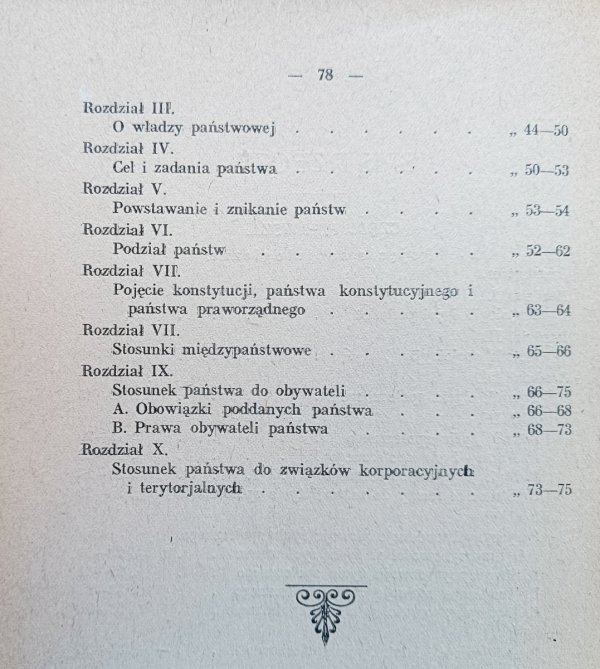 — 78 —
Rozdział III.
O władzy państwowej . . . . . . „ 44—50
Rozdział IV.
Cel i zadania państwa . . . . . . „ 50—53
Rozdział V.
Powstawanie i znikanie państw . . . . „ 53—54
Rozdział VI.
Podział państw . . . . . . . „ 52—62
Rozdział VII.
Pojęcie konstytucji, państwa konstytucyjnego i
państwa praworządnego . . . . . „ 63—64
Rozdział VII.
Stosunki międzypaństwowe . . . . . „ 65—66
Rozdział IX.
Stosunek państwa do obywateli . . . . „ 66—75
A. Obowiązki poddanych państwa . . . „ 66—68
B. Prawa obywateli państwa . . . . „ 68—73
Rozdział X.
Stosunek państwa do związków korporacyjnych
i terytorjalnych . . . . . . . „ 73—75